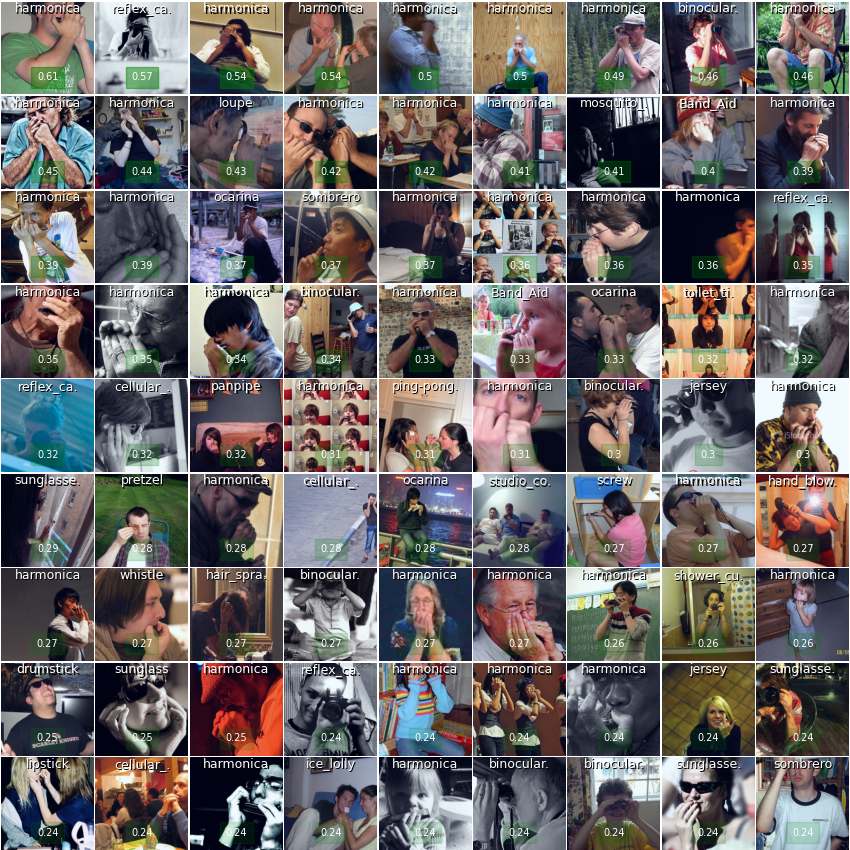 harmonica reflex_ca. harmonica harmonica harmonica harmonica harmonica binocular. harmonica
0.61 0.57 0.54 0.54 0.5 0.5 0.49 0.46 0.46
harmonica harmonica loupe harmonica harmonica harmonica mosquito Band_Aid harmonica
0.45 0.44 0.43 0.42 0.42 0.41 0.41 0.4 0.39
harmonica harmonica ocarina sombrero harmonica harmonica harmonica harmonica reflex_ca.
0.39 0.39 0.37 0.37 0.37 0.36 0.36 0.36 0.35
harmonica harmonica harmonica binocular. harmonica Band_Aid ocarina toilet_ti. harmonica
0.35 0.35 0.34 0.34 0.33 0.33 0.33 0.32 0.32
reflex_ca. cellular_. panpipe harmonica ping-pong. harmonica binocular. jersey harmonica
0.32 0.32 0.32 0.31 0.31 0.31 0.3 0.3 0.3
sunglasse. pretzel harmonica cellular_. ocarina studio_co. screw harmonica hand_blow.
0.29 0.28 0.28 0.28 0.28 0.28 0.27 0.27 0.27
harmonica whistle hair_spra. binocular. harmonica harmonica harmonica shower_cu. harmonica
0.27 0.27 0.27 0.27 0.27 0.27 0.26 0.26 0.26
drumstick sunglass harmonica reflex_ca. harmonica harmonica harmonica jersey sunglasse.
0.25 0.25 0.25 0.24 0.24 0.24 0.24 0.24 0.24
lipstick cellular_. harmonica ice_lolly harmonica binocular. binocular. sunglasse. sombrero
0.24 0.24 0.24 0.24 0.24 0.24 0.24 0.24 0.24